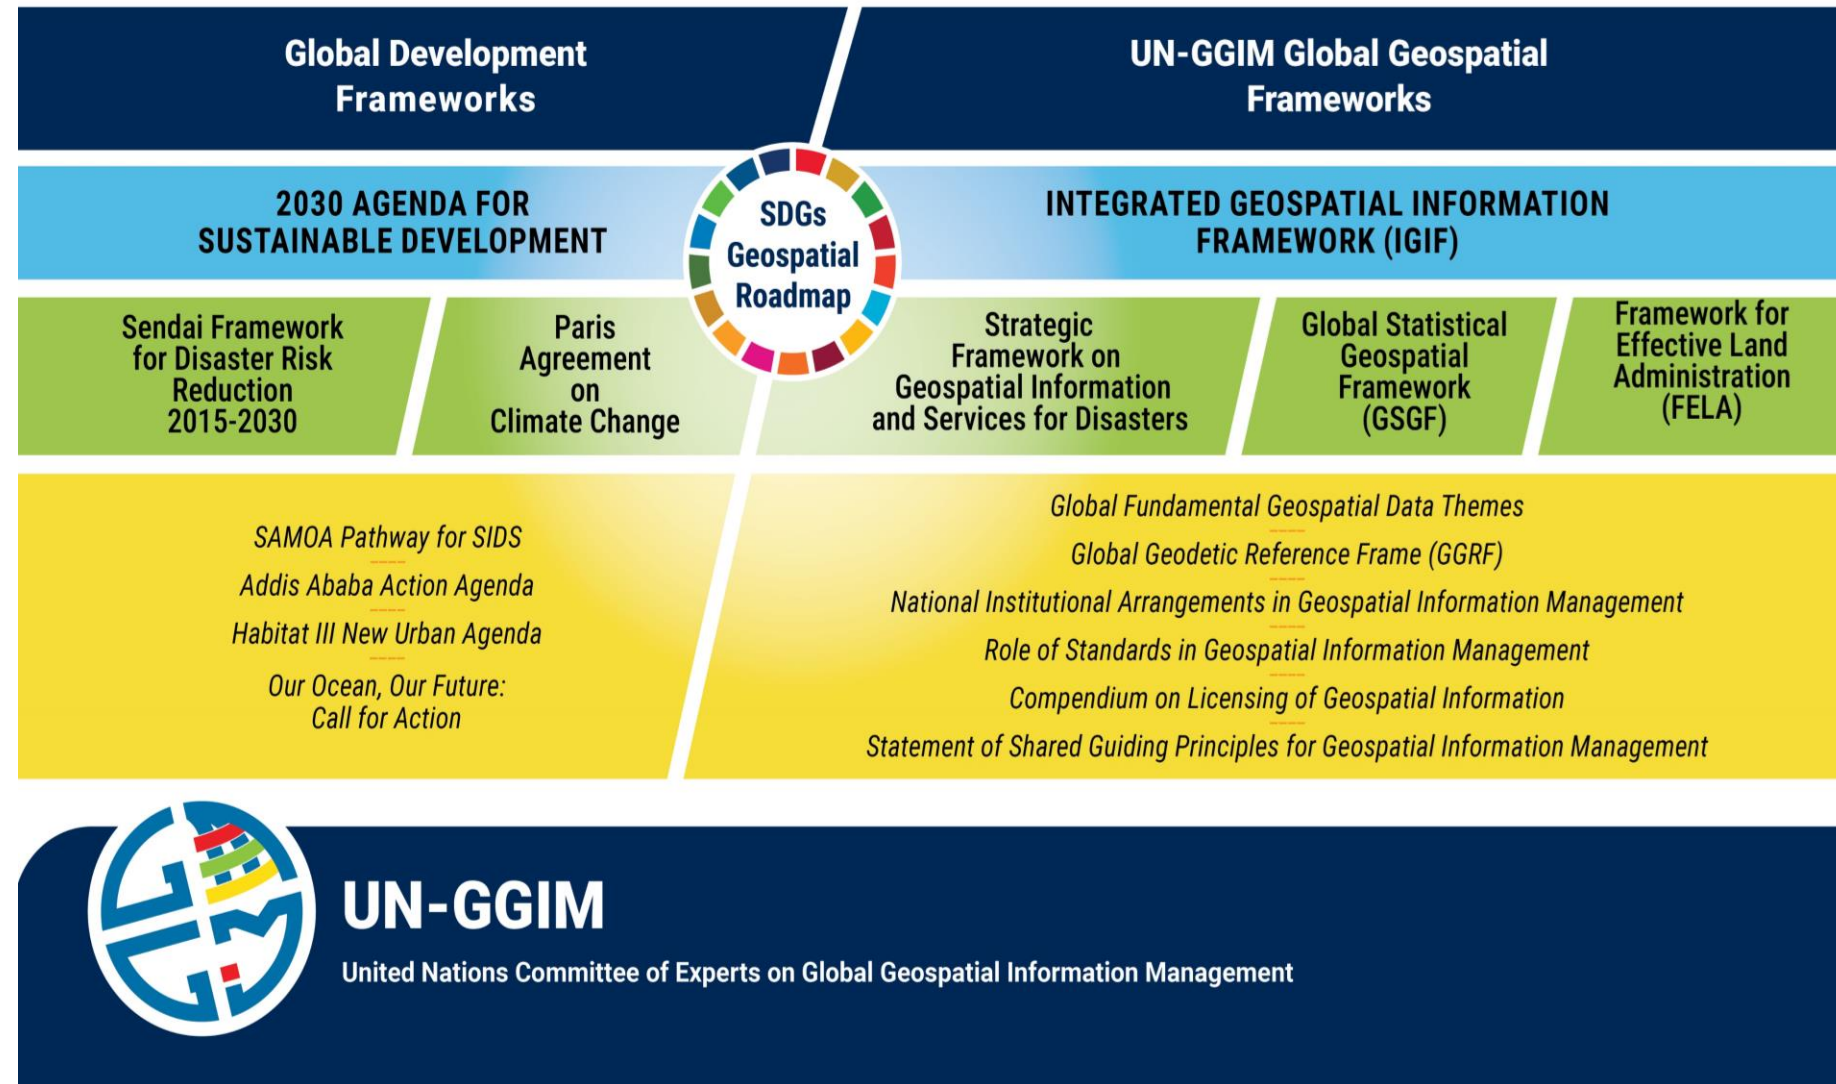 Global Development
Frameworks
UN-GGIM Global Geospatial
Frameworks
2030 AGENDA FOR
SUSTAINABLE DEVELOPMENT
SDGs
Geospatial
Roadmap
INTEGRATED GEOSPATIAL INFORMATION
FRAMEWORK (IGIF)
Sendai Framework
for Disaster Risk
Reduction
2015-2030
Paris
Agreement
on
Climate Change
Strategic
Framework on
Geospatial Information
and Services for Disasters
Global Statistical
Geospatial
Framework
(GSGF)
Framework for
Effective Land
Administration
(FELA)
SAMOA Pathway for SIDS
Addis Ababa Action Agenda
Habitat III New Urban Agenda
Our Ocean, Our Future:
Call for Action
Global Fundamental Geospatial Data Themes
Global Geodetic Reference Frame (GGRF)
National Institutional Arrangements in Geospatial Information Management
Role of Standards in Geospatial Information Management
Compendium on Licensing of Geospatial Information
Statement of Shared Guiding Principles for Geospatial Information Management
UN-GGIM
United Nations Committee of Experts on Global Geospatial Information Management